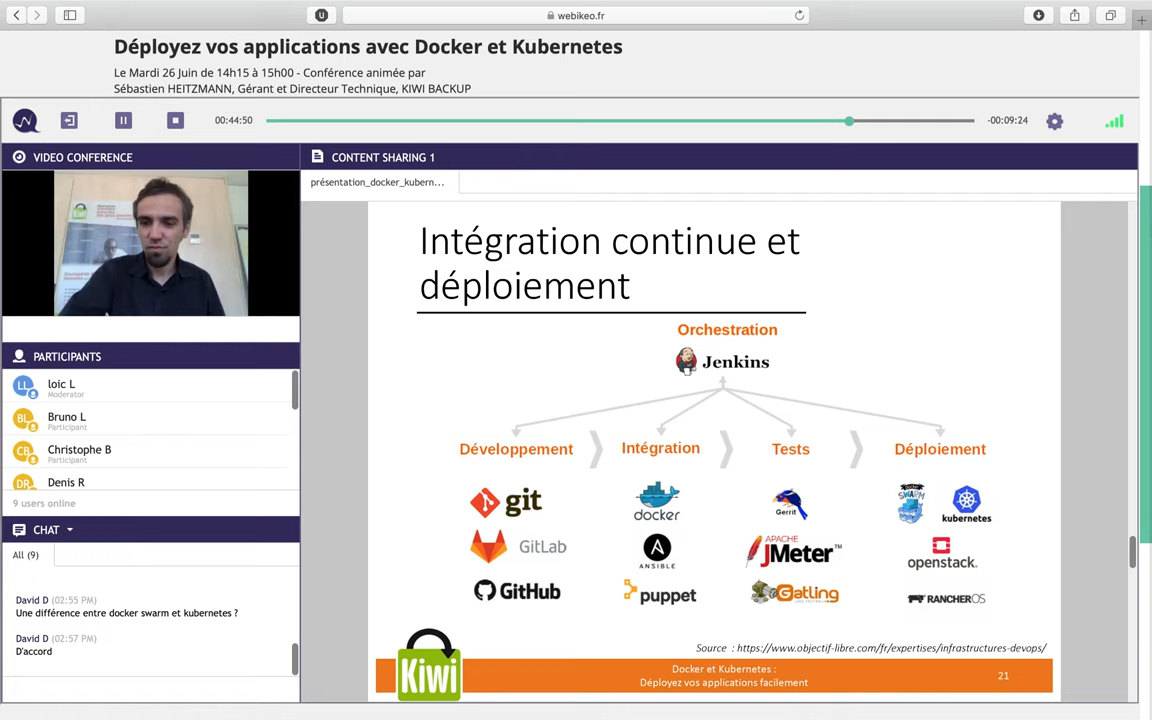 webikeo.fr
Déployez vos applications avec Docker et Kubernetes
Le Mardi 26 Juin de 14h15 à 15h00 - Conférence animée par
Sébastien HEITZMANN, Gérant et Directeur Technique, KIWI BACKUP
00:44:50
-00:09:24
VIDEO CONFERENCE
CONTENT SHARING 1
présentation_docker_kubern...
Intégration continue et
déploiement
Orchestration
Jenkins
Développement
Intégration
Tests
Déploiement
git
docker
Gerrit
SWARM
kubernetes
GitLab
ANSIBLE
APACHE
JMeter™
openstack.
GitHub
puppet
Gatling
RANCHEROS
Source : https://www.objectif-libre.com/fr/expertises/infrastructures-devops/
Kiwi
Docker et Kubernetes :
Déployez vos applications facilement
21
PARTICIPANTS
LL
loic L
Moderator
BL
Bruno L
Participant
CB
Christophe B
Participant
DR
Denis R
9 users online
CHAT
All (9)
David D (02:55 PM)
Une différence entre docker swarm et kubernetes ?
David D (02:57 PM)
D'accord